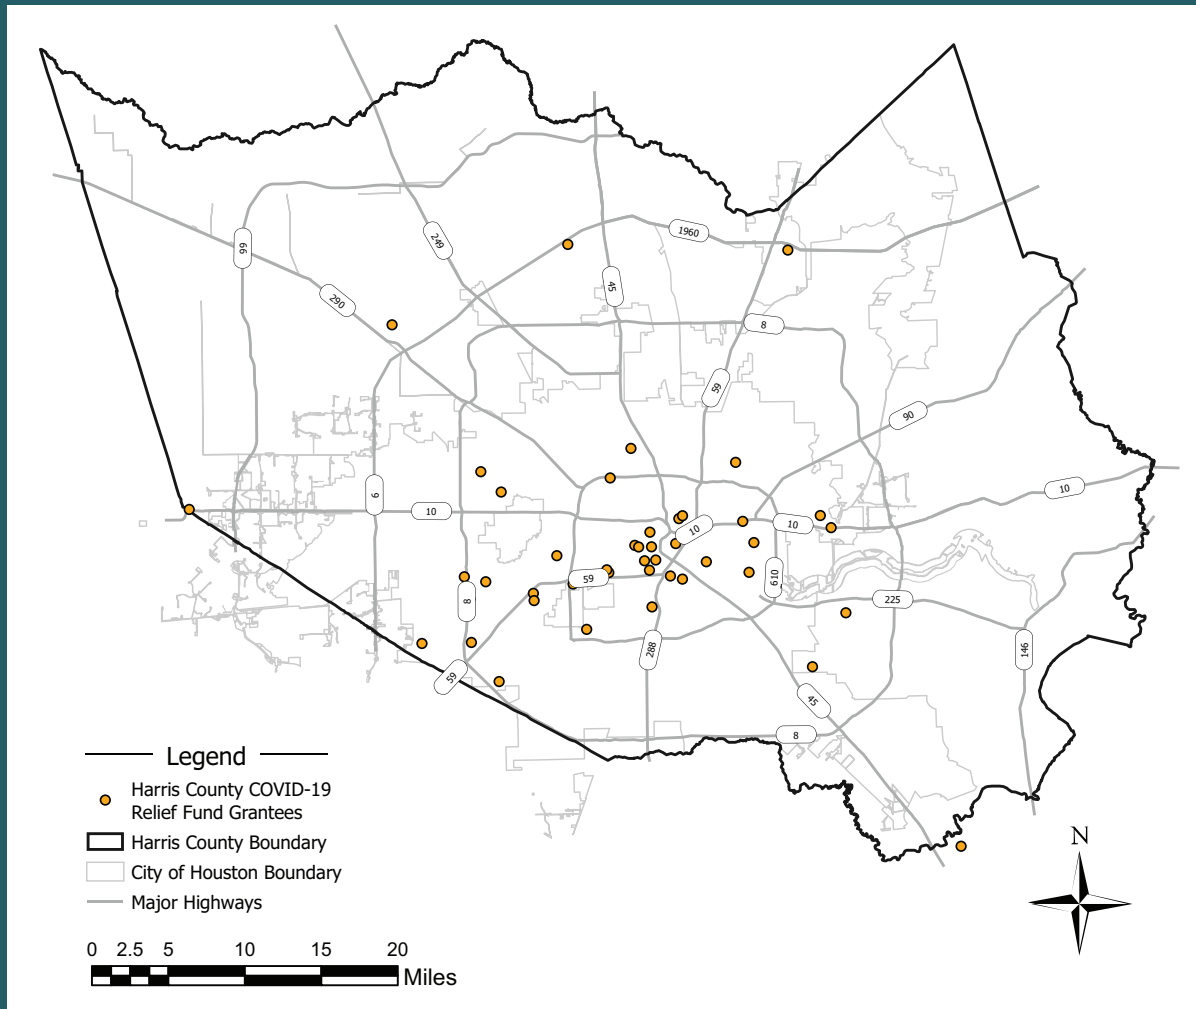 1960
249
99
45
290
8
59
90
6
10
10
10
10
59
610
8
225
288
146
59
45
8
Legend
Harris County COVID-19
Relief Fund Grantees
Harris County Boundary
City of Houston Boundary
Major Highways
N
0 2.5 5 10 15 20
Miles